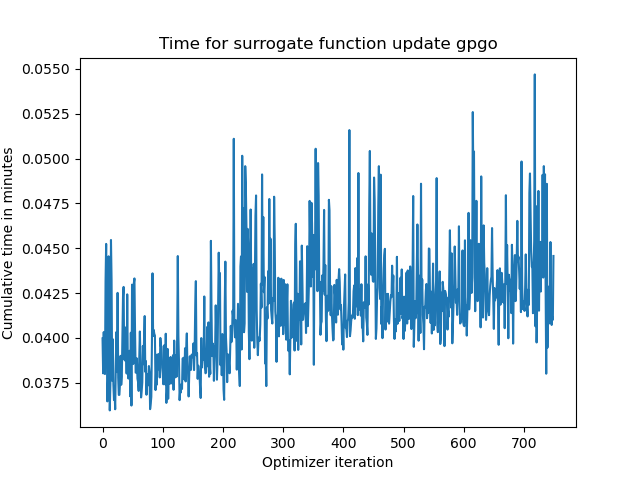 Time for surrogate function update gpgo
Cumulative time in minutes
0.0550
0.0525
0.0500
0.0475
0.0450
0.0425
0.0400
0.0375
0 100 200 300 400 500 600 700
Optimizer iteration